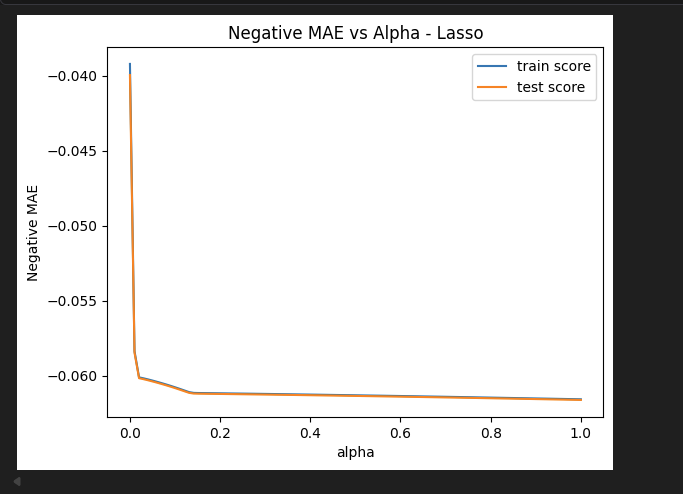 Negative MAE vs Alpha - Lasso
train score
test score
−0.040
−0.045
−0.050
−0.055
−0.060
Negative MAE
0.0 0.2 0.4 0.6 0.8 1.0
alpha